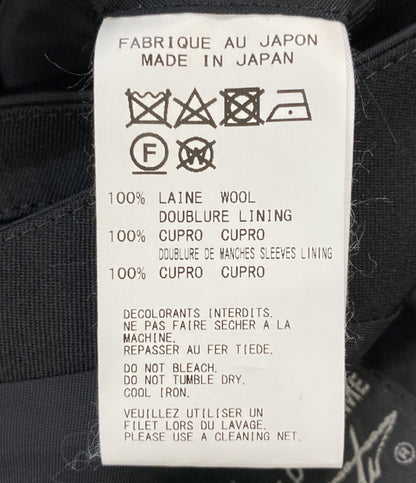 FABRIQUE AU JAPON
MADE IN JAPAN
F W
100% LAINE WOOL
DOUBLURE LINING
100% CUPRO CUPRO
DOUBLURE DE MANCHES SLEEVES LINING
100% CUPRO CUPRO
DECOLORANTS INTERDITS.
NE PAS FAIRE SECHER A LA
MACHINE.
REPASSER AU FER TIEDE.
DO NOT BLEACH.
DO NOT TUMBLE DRY.
COOL IRON.
VEUILLEZ UTILISER UN
FILET LORS DU LAVAGE.
PLEASE USE A CLEANING NET.
®